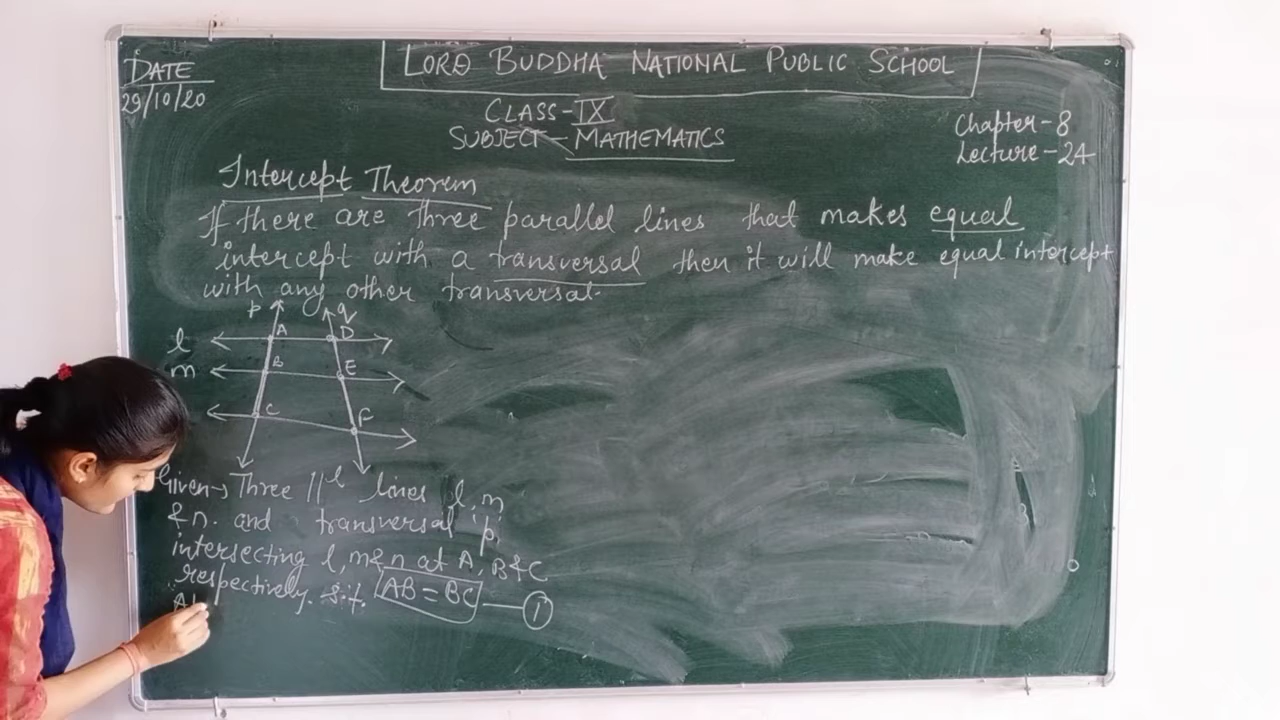 DATE
29/10/20
LORD BUDDHA NATIONAL PUBLIC SCHOOL
CLASS-IX
SUBJECT - MATHEMATICS
Chapter-8
Lecture-24
Intercept Theorem
If there are three parallel lines that makes equal
intercept with a transversal then it will make equal intercept
with any other transversal.
p q
l A D
m B E
C F
Given → Three ||el lines l, m
& n. and transversal 'p'
intersecting l, m & n at A, B & C
respectively. s.t. AB = BC — ①